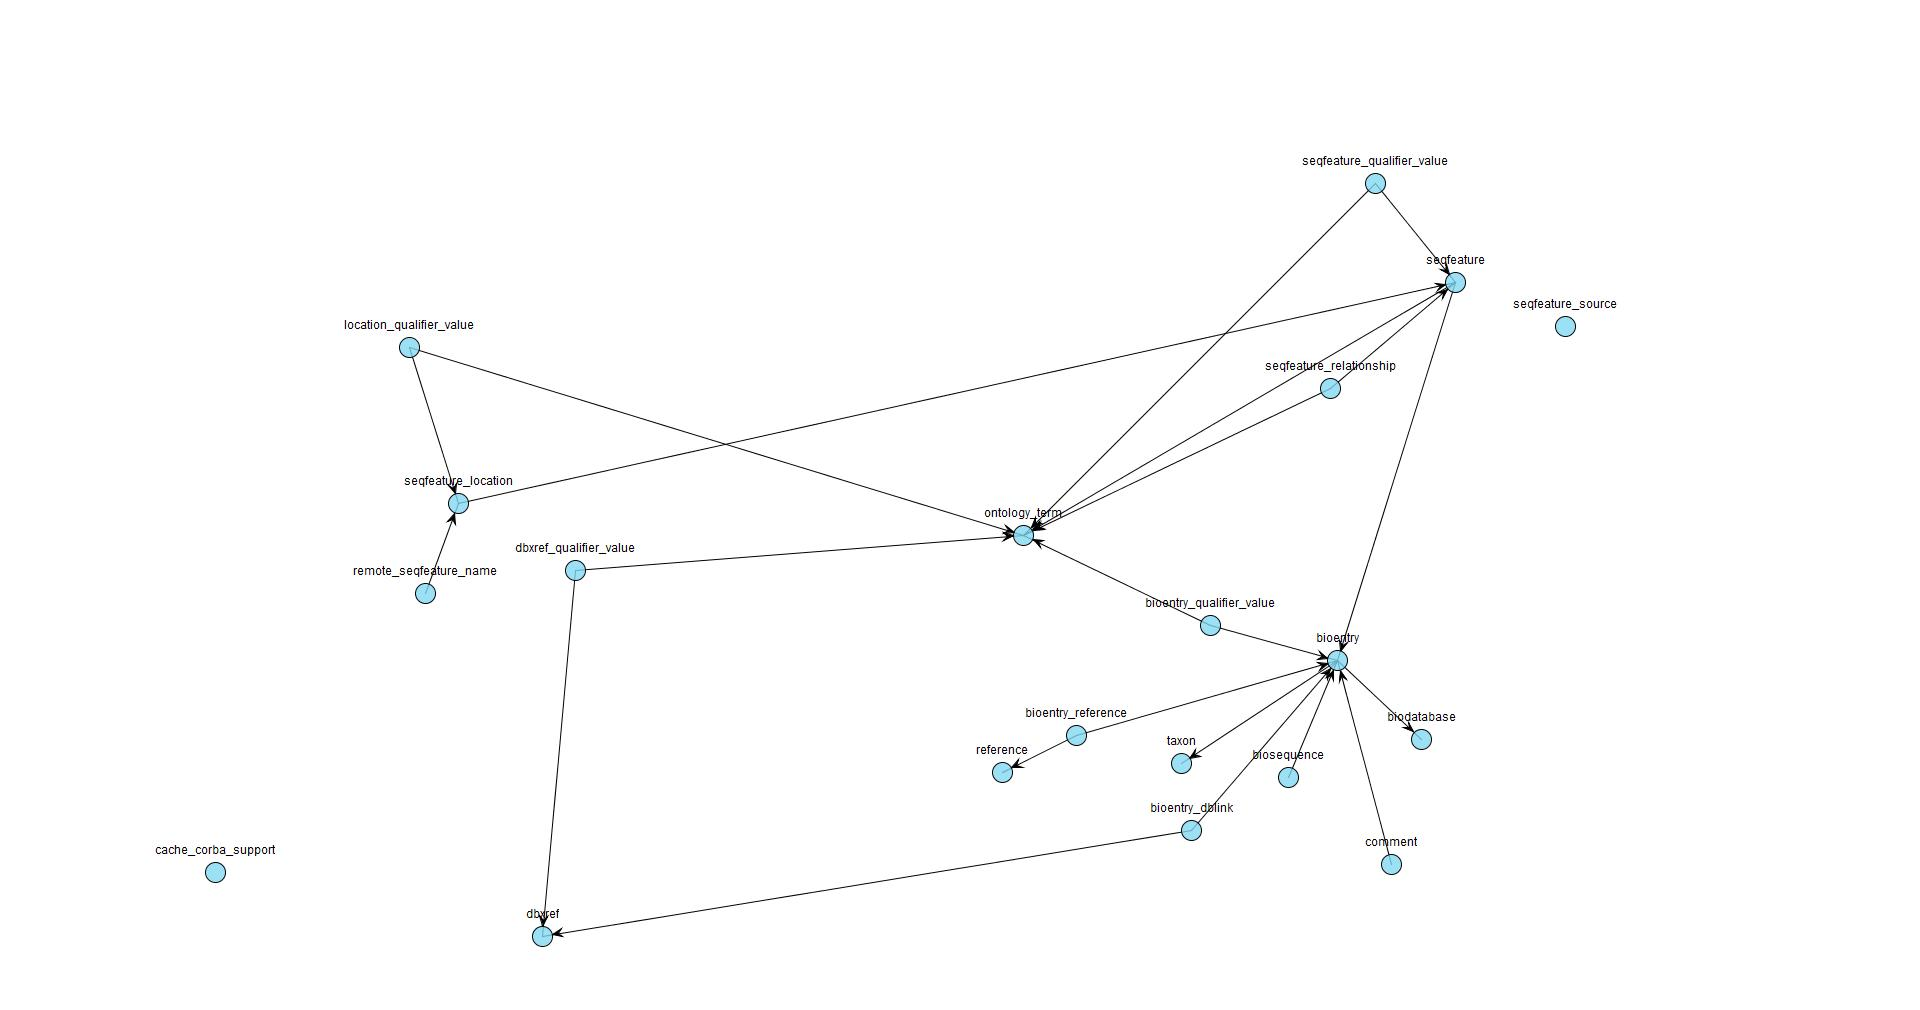 seqfeature_qualifier_value
seqfeature
seqfeature_source
location_qualifier_value
seqfeature_relationship
seqfeature_location
ontology_term
dbxref_qualifier_value
remote_seqfeature_name
bioentry_qualifier_value
bioentry
bioentry_reference
biodatabase
taxon
reference
biosequence
bioentry_dblink
comment
cache_corba_support
dbxref